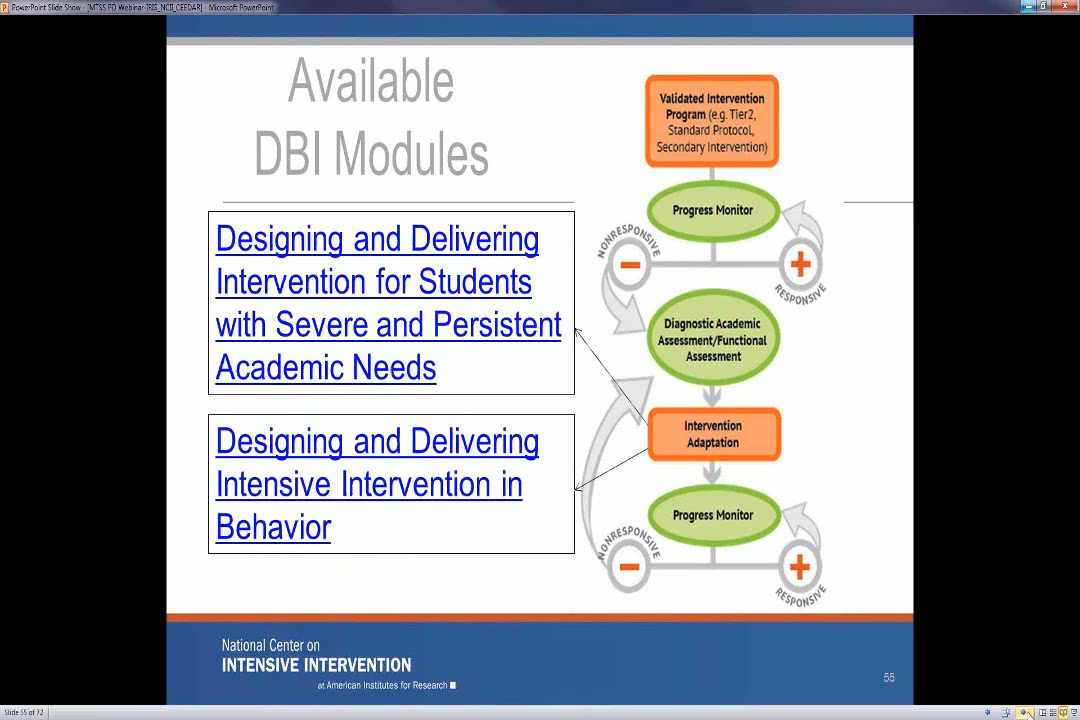 PowerPoint Slide Show - [MTSS PD Webinar-IRIS_NCII_CEEDAR] - Microsoft PowerPoint
Available
DBI Modules
Designing and Delivering
Intervention for Students
with Severe and Persistent
Academic Needs
Designing and Delivering
Intensive Intervention in
Behavior
Validated Intervention
Program (e.g. Tier2,
Standard Protocol,
Secondary Intervention)
Progress Monitor
NONRESPONSIVE
RESPONSIVE
Diagnostic Academic
Assessment/Functional
Assessment
Intervention
Adaptation
Progress Monitor
NONRESPONSIVE
RESPONSIVE
National Center on
INTENSIVE INTERVENTION
at American Institutes for Research
55
Slide 55 of 72